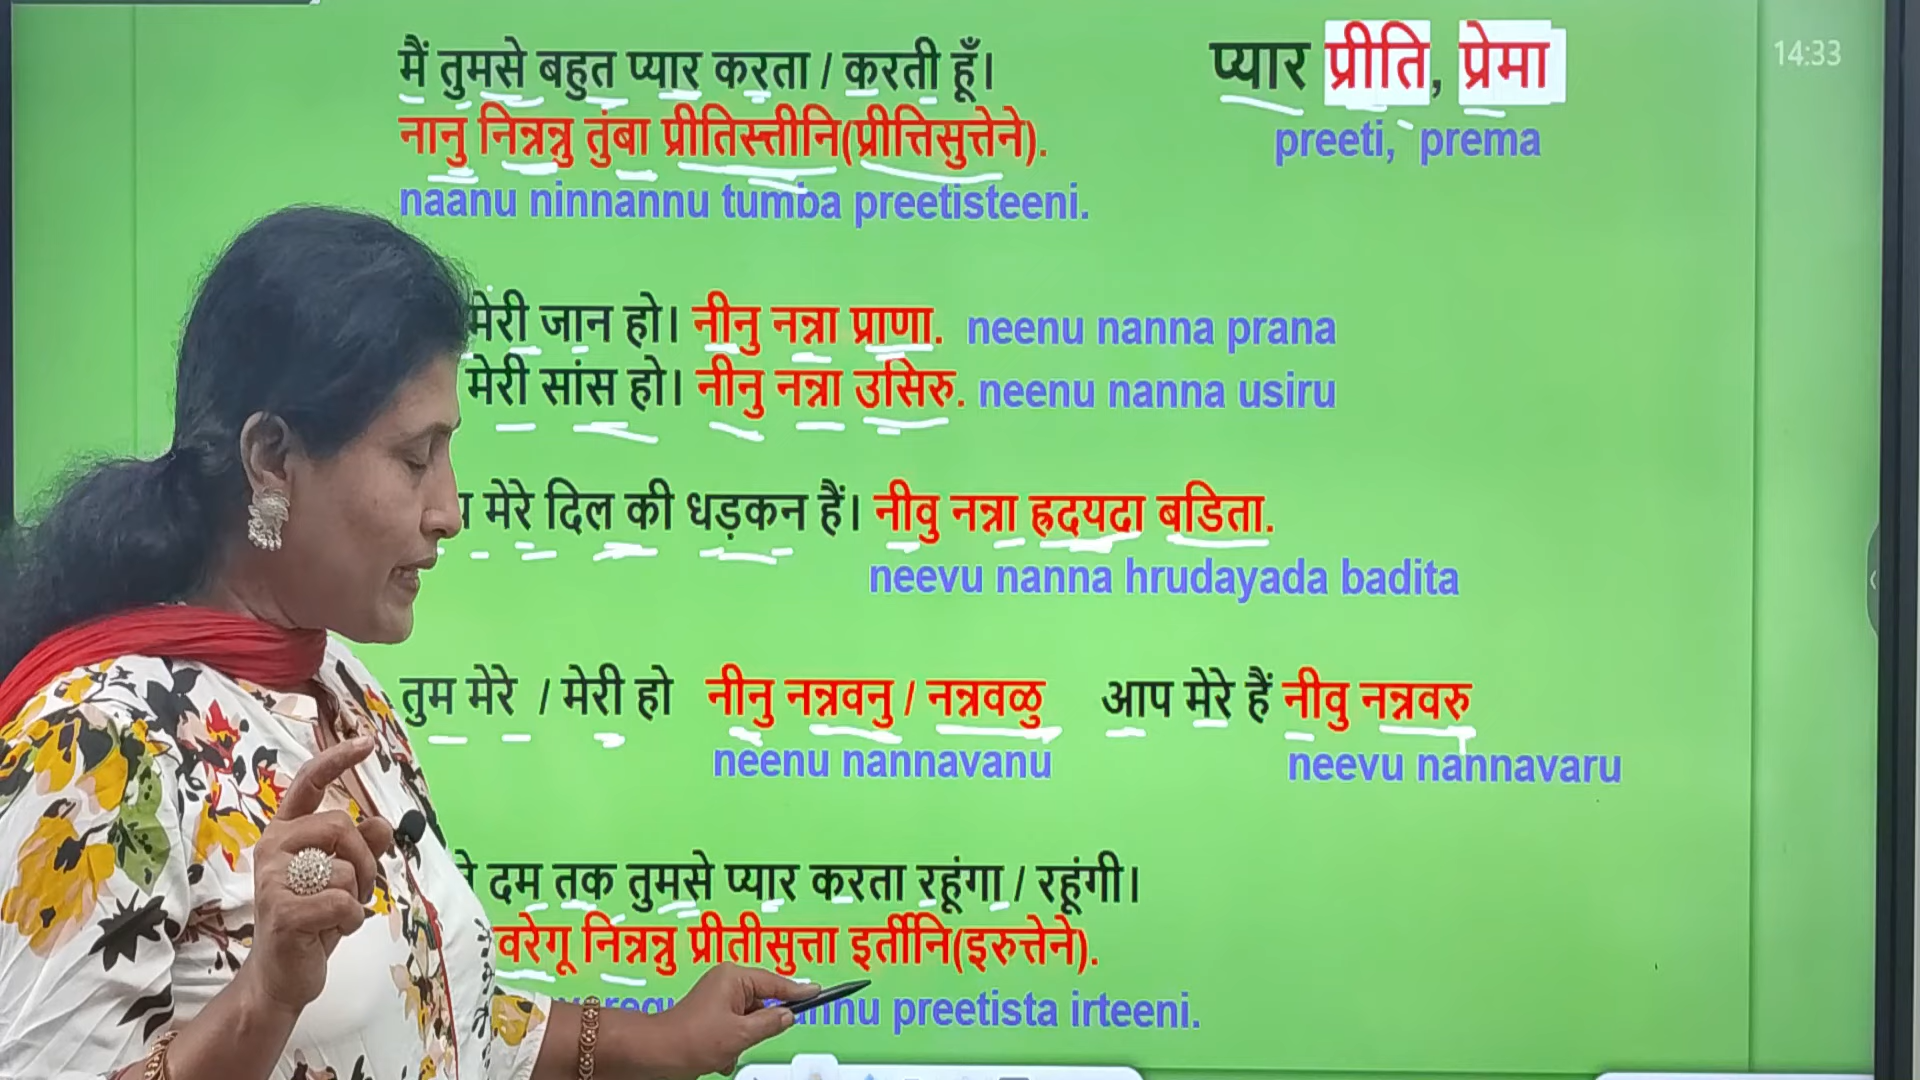 मैं तुमसे बहुत प्यार करता / करती हूँ।
नानु निन्नन्नु तुंबा प्रीतिस्तीनि(प्रीत्तिसुत्तेने).
naanu ninnannu tumba preetisteeni.
प्यार प्रीति, प्रेमा
preeti, prema
14:33
मेरी जान हो। नीनु नन्ना प्राणा. neenu nanna prana
मेरी सांस हो। नीनु नन्ना उसिरु. neenu nanna usiru
मेरे दिल की धड़कन हैं। नीवु नन्ना ह्रदयदा बडिता.
neevu nanna hrudayada badita
तुम मेरे / मेरी हो नीनु नन्नवनु / नन्नवळु आप मेरे हैं नीवु नन्नवरु
neenu nannavanu neevu nannavaru
दम तक तुमसे प्यार करता रहूंगा / रहूंगी।
वरेगू निन्नन्नु प्रीतीसुत्ता इर्तीनि(इरुत्तेने).
preetista irteeni.